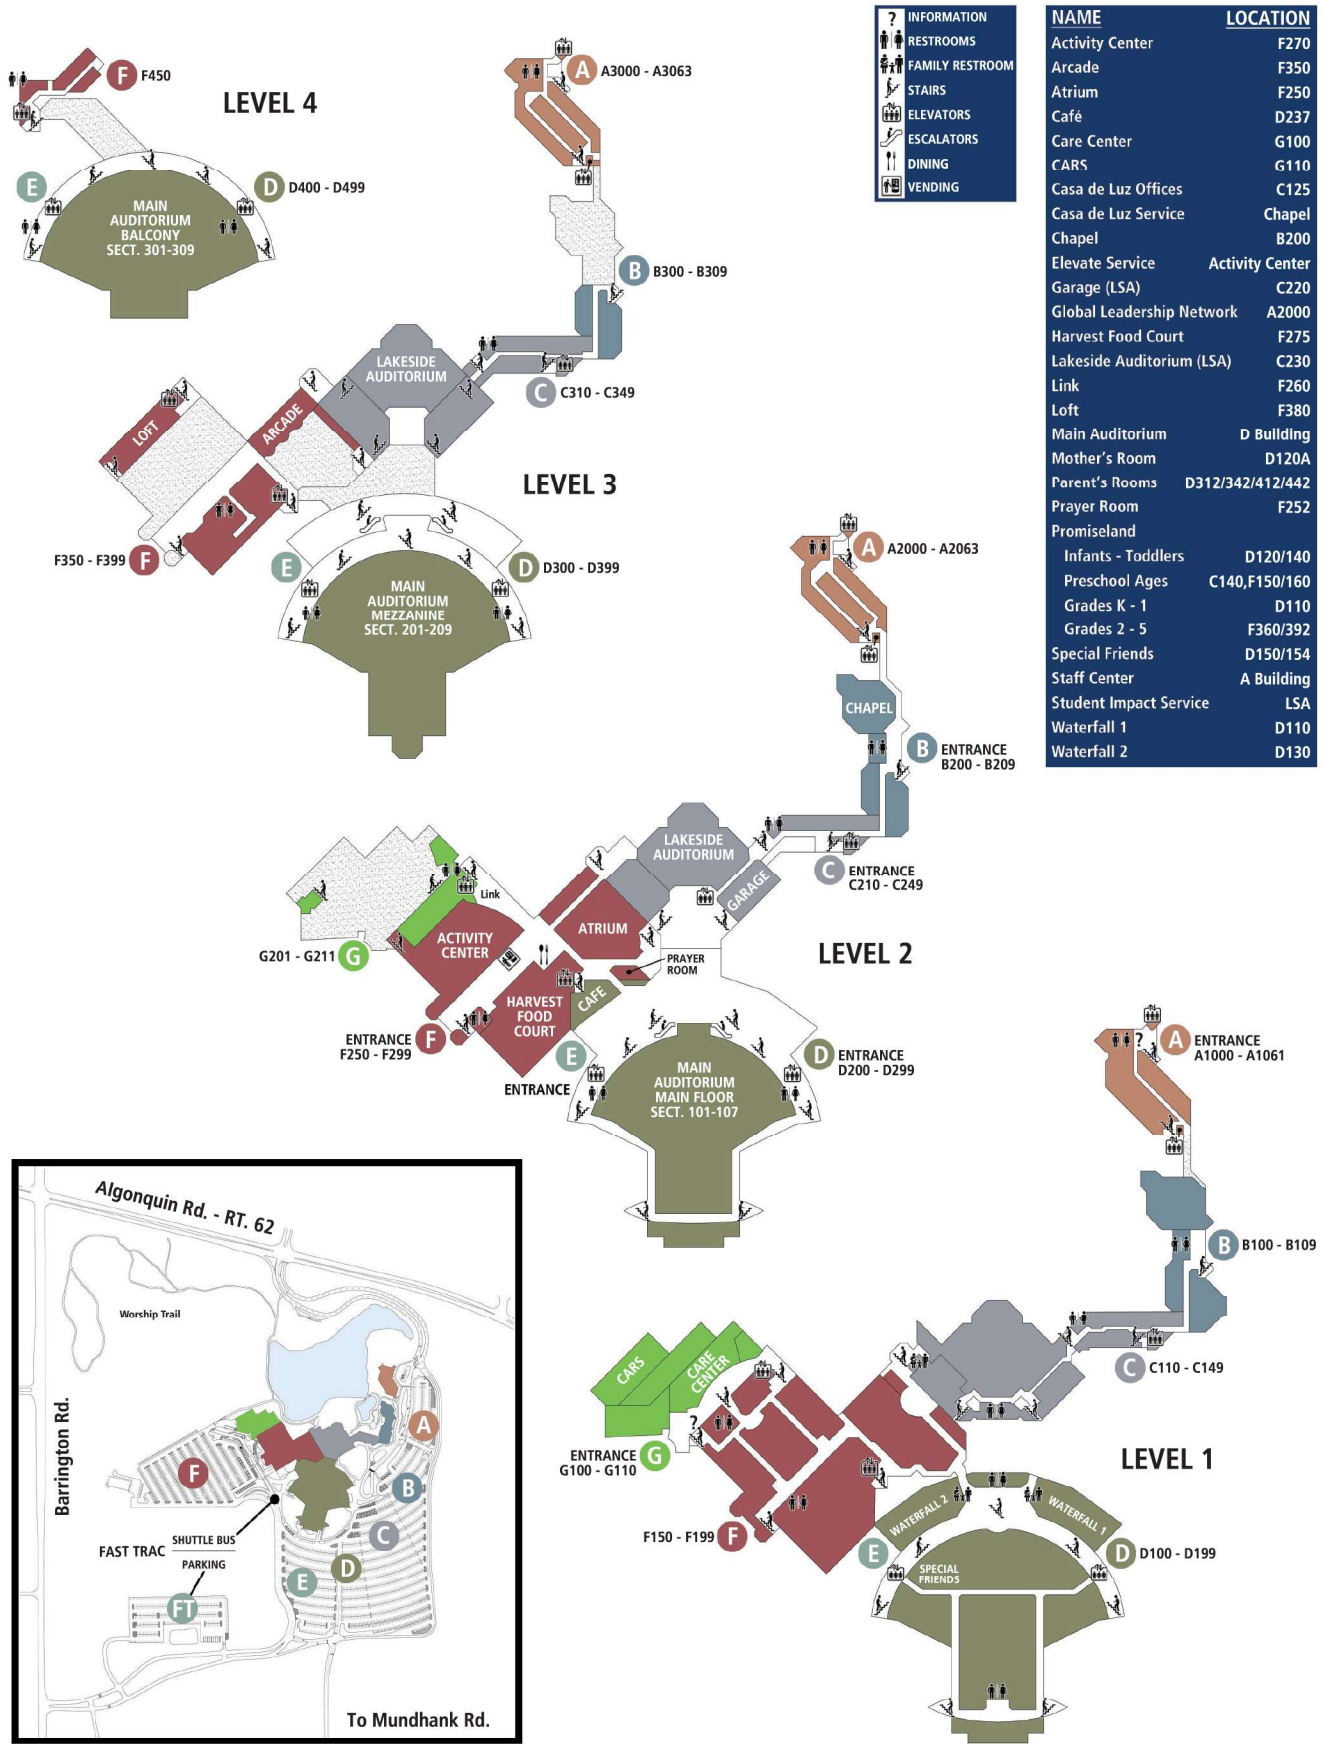 ? INFORMATION
RESTROOMS
FAMILY RESTROOM
STAIRS
ELEVATORS
ESCALATORS
DINING
VENDING
NAME LOCATION
Activity Center F270
Arcade F350
Atrium F250
Café D237
Care Center G100
CARS G110
Casa de Luz Offices C125
Casa de Luz Service Chapel
Chapel B200
Elevate Service Activity Center
Garage (LSA) C220
Global Leadership Network A2000
Harvest Food Court F275
Lakeside Auditorium (LSA) C230
Link F260
Loft F380
Main Auditorium D Building
Mother's Room D120A
Parent's Rooms D312/342/412/442
Prayer Room F252
Promiseland
Infants - Toddlers D120/140
Preschool Ages C140,F150/160
Grades K - 1 D110
Grades 2 - 5 F360/392
Special Friends D150/154
Staff Center A Building
Student Impact Service LSA
Waterfall 1 D110
Waterfall 2 D130
F F450
LEVEL 4
E
D D400 - D499
MAIN
AUDITORIUM
BALCONY
SECT. 301-309
A A3000 - A3063
B B300 - B309
LAKESIDE
AUDITORIUM
C C310 - C349
LOFT
ARCADE
LEVEL 3
F350 - F399 F
E
D D300 - D399
MAIN
AUDITORIUM
MEZZANINE
SECT. 201-209
A A2000 - A2063
CHAPEL
B ENTRANCE
B200 - B209
LAKESIDE
AUDITORIUM
C ENTRANCE
C210 - C249
GARAGE
Link
ATRIUM
ACTIVITY
CENTER
G201 - G211 G
LEVEL 2
PRAYER
ROOM
CAFE
HARVEST
FOOD
COURT
ENTRANCE
F250 - F299 F
E
ENTRANCE
D ENTRANCE
D200 - D299
MAIN
AUDITORIUM
MAIN FLOOR
SECT. 101-107
?
A ENTRANCE
A1000 - A1061
B B100 - B109
C C110 - C149
CARS
CARE
CENTER
?
ENTRANCE
G100 - G110 G
LEVEL 1
F150 - F199 F
WATERFALL 2
WATERFALL 1
E
D D100 - D199
SPECIAL
FRIENDS
Algonquin Rd. - RT. 62
Worship Trail
Barrington Rd.
A
F
B
C
D
E
FAST TRAC
SHUTTLE BUS
PARKING
FT
To Mundhank Rd.